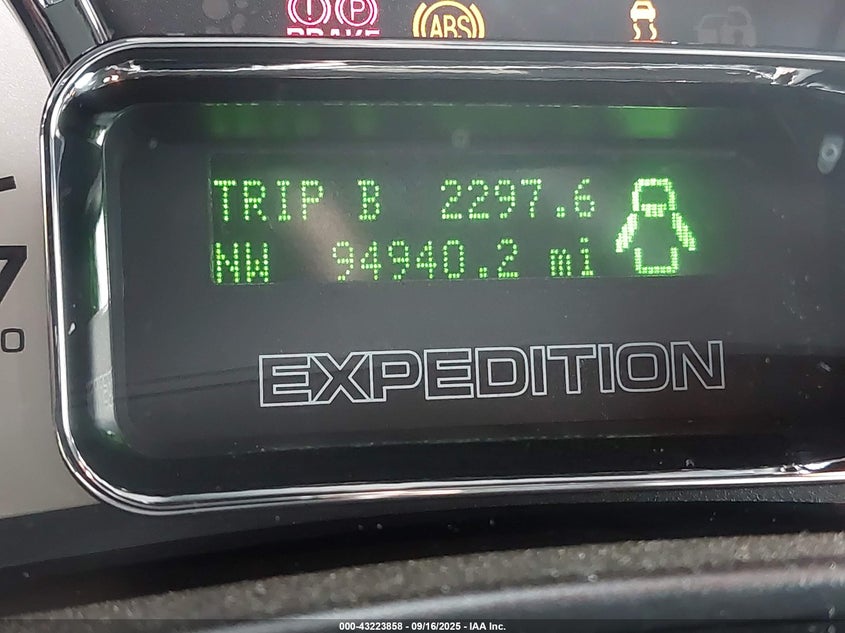 ! P
BRAKE
ABS
TRIP B 2297.6
NW 94940.2 mi
EXPEDITION
000-43223858 - 09/16/2025 - IAA Inc.